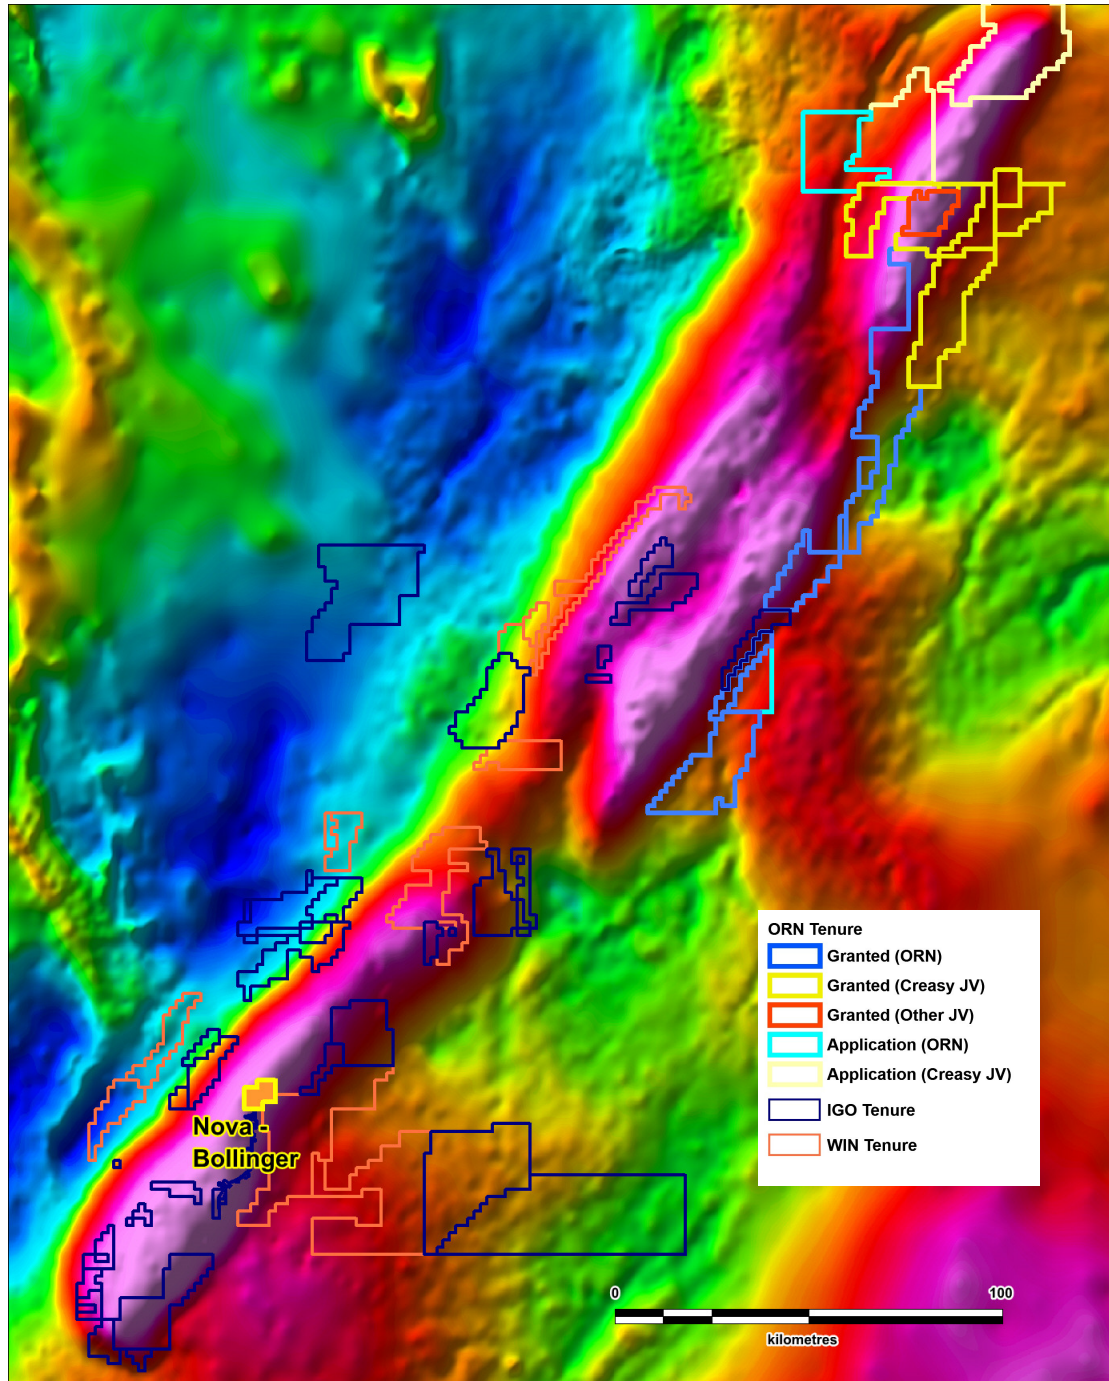 ORN Tenure
Granted (ORN)
Granted (Creasy JV)
Granted (Other JV)
Application (ORN)
Application (Creasy JV)
IGO Tenure
WIN Tenure
Nova -
Bollinger
0 100
kilometres